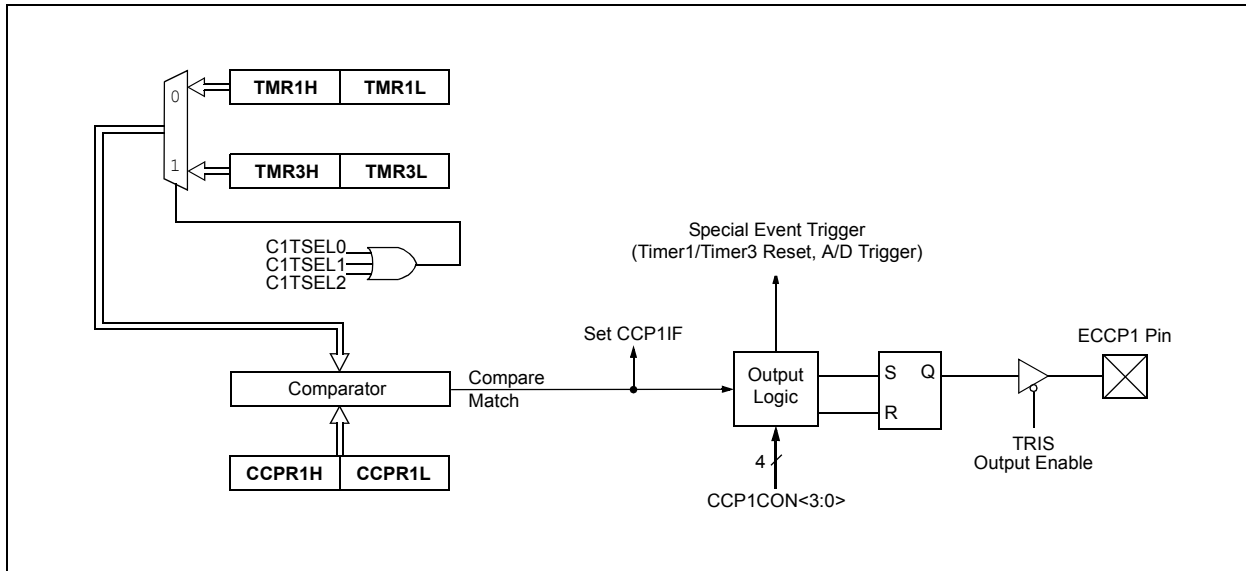 0
TMR1H TMR1L
1
TMR3H TMR3L
C1TSEL0
C1TSEL1
C1TSEL2
Special Event Trigger
(Timer1/Timer3 Reset, A/D Trigger)
Set CCP1IF
ECCP1 Pin
Comparator
Compare
Match
Output
Logic
S Q
R
TRIS
Output Enable
CCPR1H CCPR1L
4
CCP1CON<3:0>